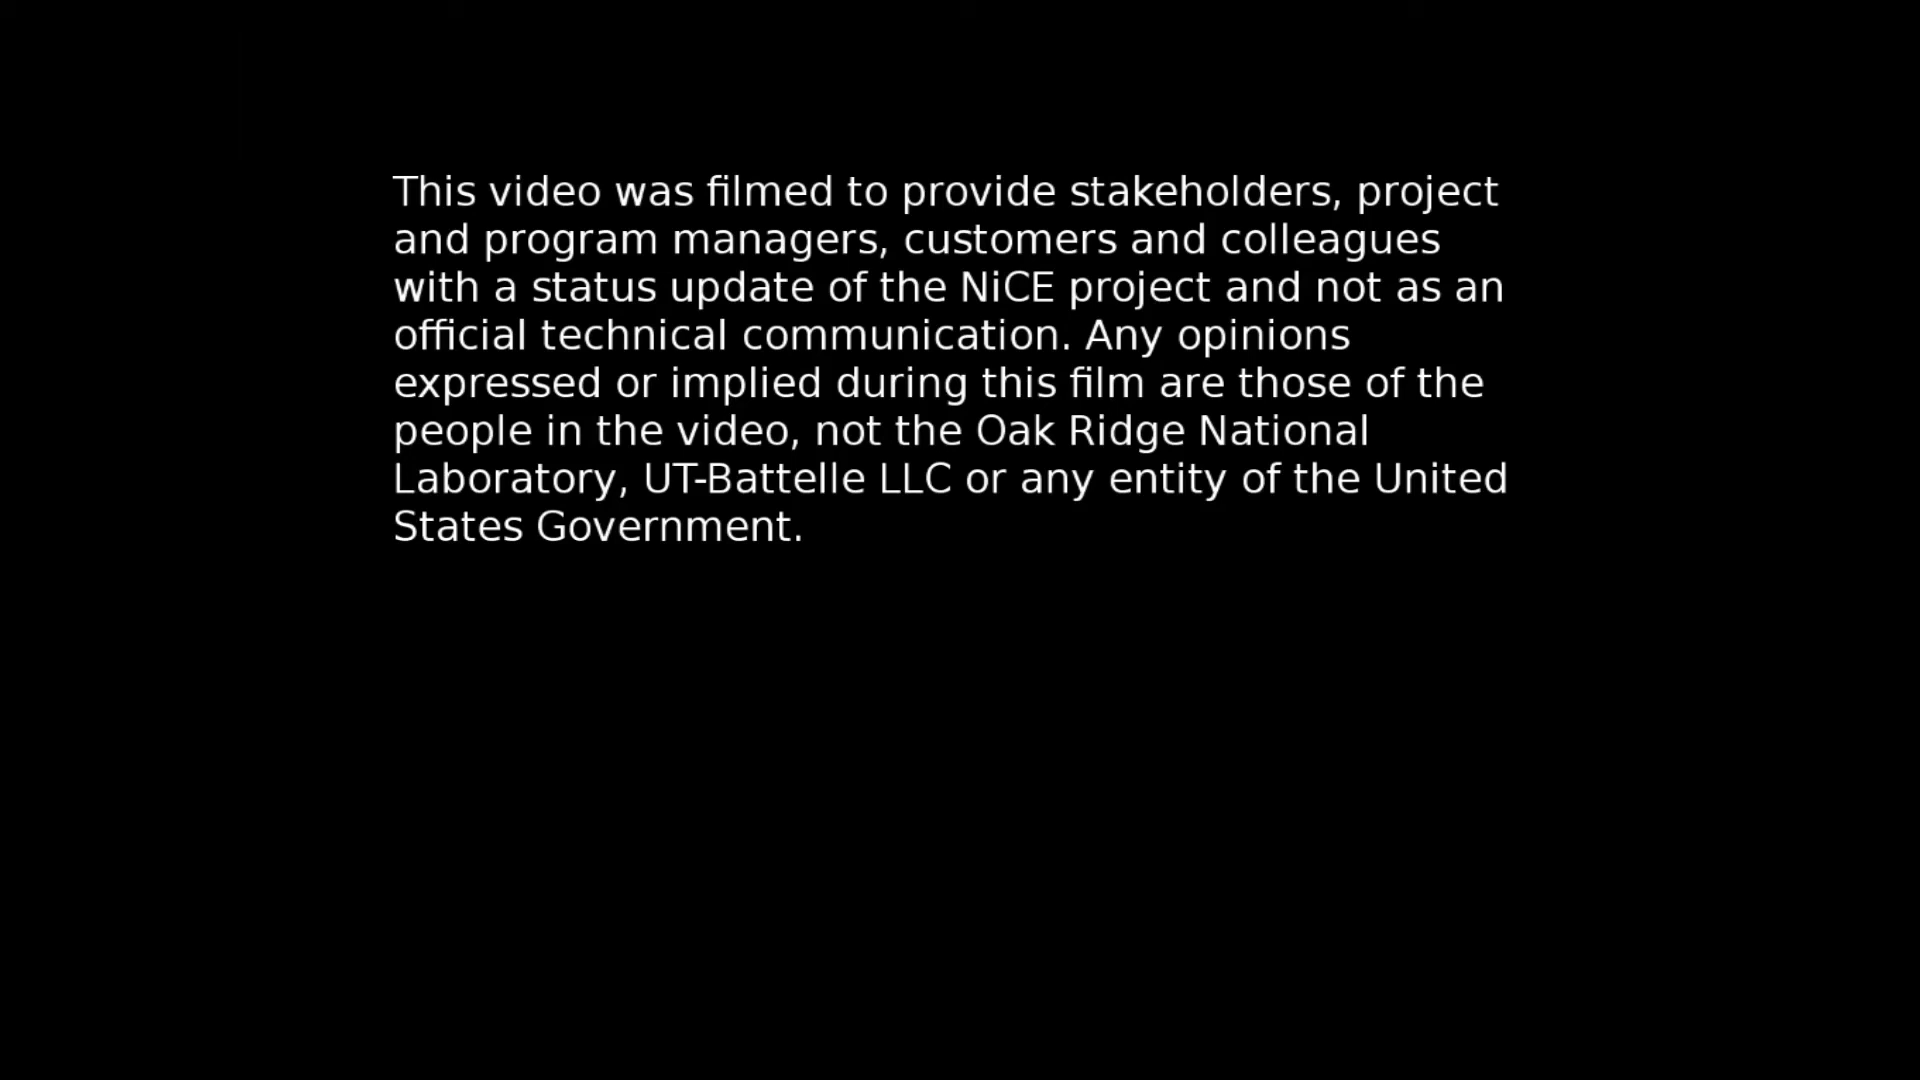 This video was filmed to provide stakeholders, project
and program managers, customers and colleagues
with a status update of the NiCE project and not as an
official technical communication. Any opinions
expressed or implied during this film are those of the
people in the video, not the Oak Ridge National
Laboratory, UT-Battelle LLC or any entity of the United
States Government.